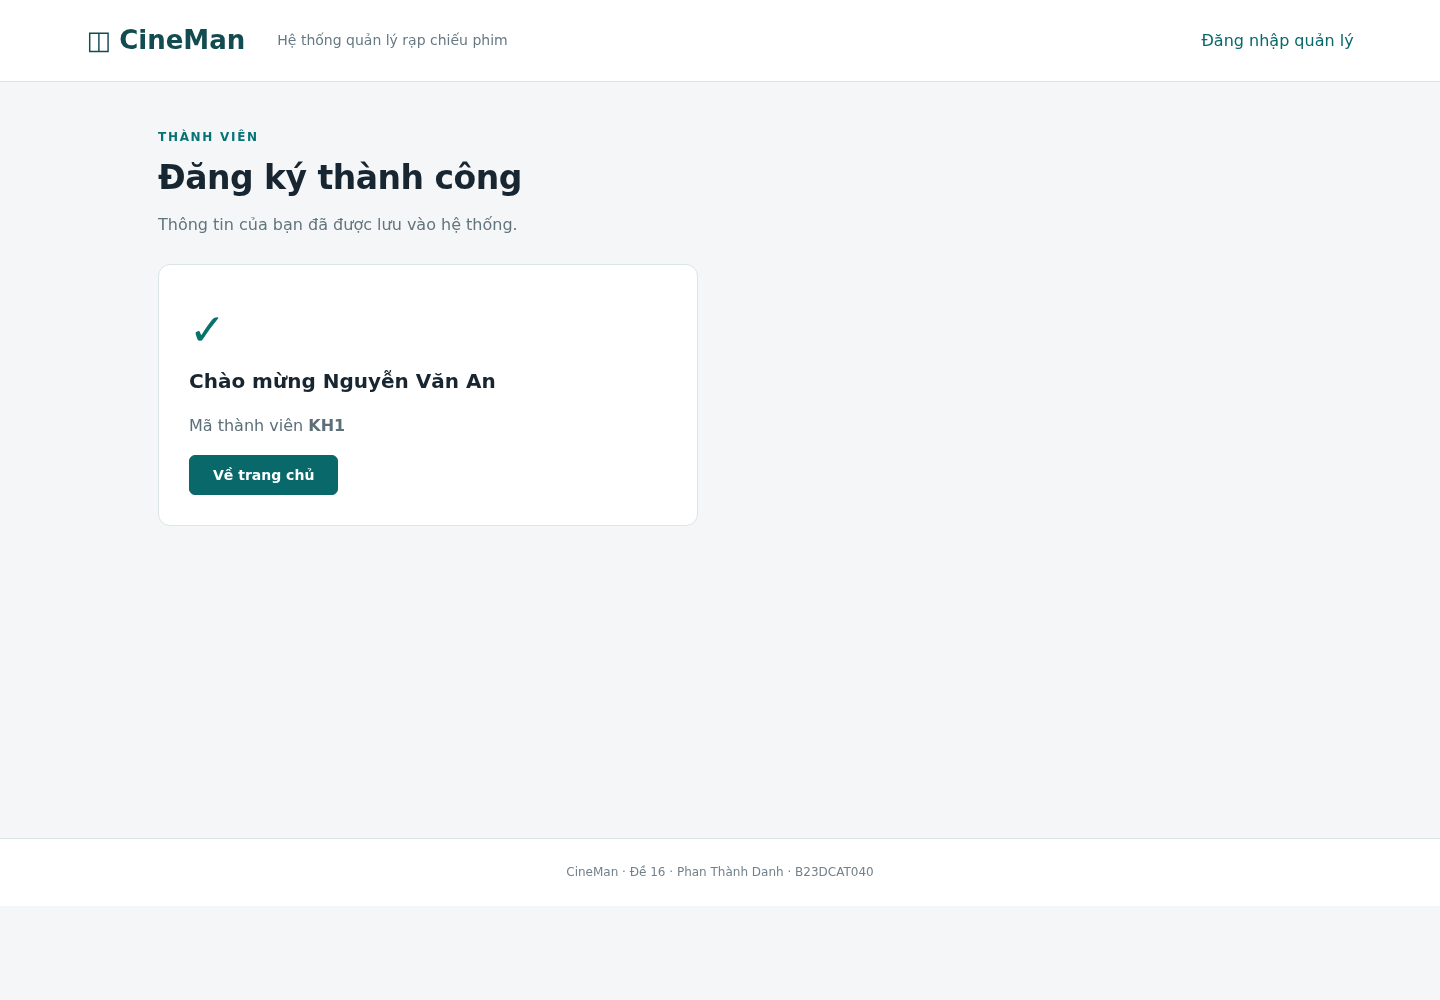 CineMan
Hệ thống quản lý rạp chiếu phim
Đăng nhập quản lý
THÀNH VIÊN
Đăng ký thành công
Thông tin của bạn đã được lưu vào hệ thống.
✓
Chào mừng Nguyễn Văn An
Mã thành viên KH1
Về trang chủ
CineMan · Đề 16 · Phan Thành Danh · B23DCAT040